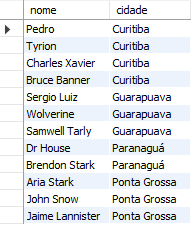 nome cidade
Pedro Curitiba
Tyrion Curitiba
Charles Xavier Curitiba
Bruce Banner Curitiba
Sergio Luiz Guarapuava
Wolverine Guarapuava
Samwell Tarly Guarapuava
Dr House Paranaguá
Brendon Stark Paranaguá
Aria Stark Ponta Grossa
John Snow Ponta Grossa
Jaime Lannister Ponta Grossa